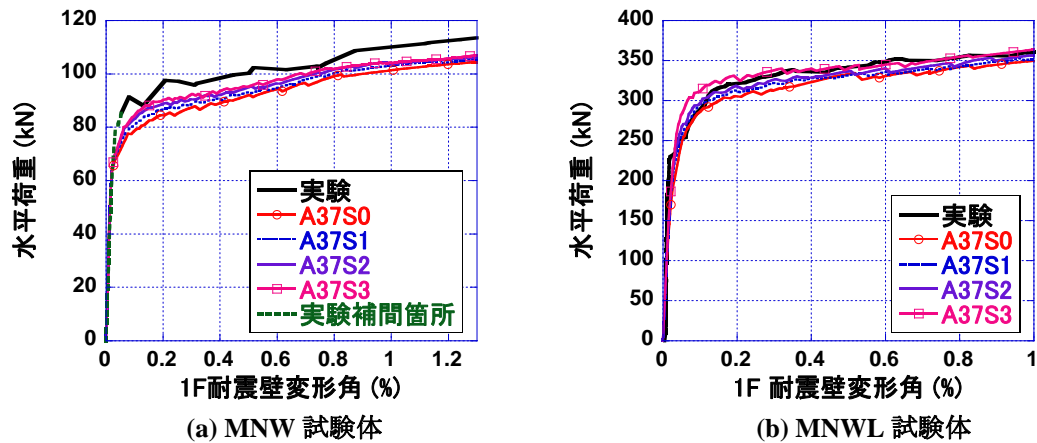 120
100
80
60
40
20
0
水平荷重 (kN)
実験
A37S0
A37S1
A37S2
A37S3
実験補間箇所
0 0.2 0.4 0.6 0.8 1 1.2
1F耐震壁変形角 (%)
(a) MNW 試験体
400
350
300
250
200
150
100
50
0
水平荷重 (kN)
実験
A37S0
A37S1
A37S2
A37S3
0 0.2 0.4 0.6 0.8 1
1F 耐震壁変形角 (%)
(b) MNWL 試験体